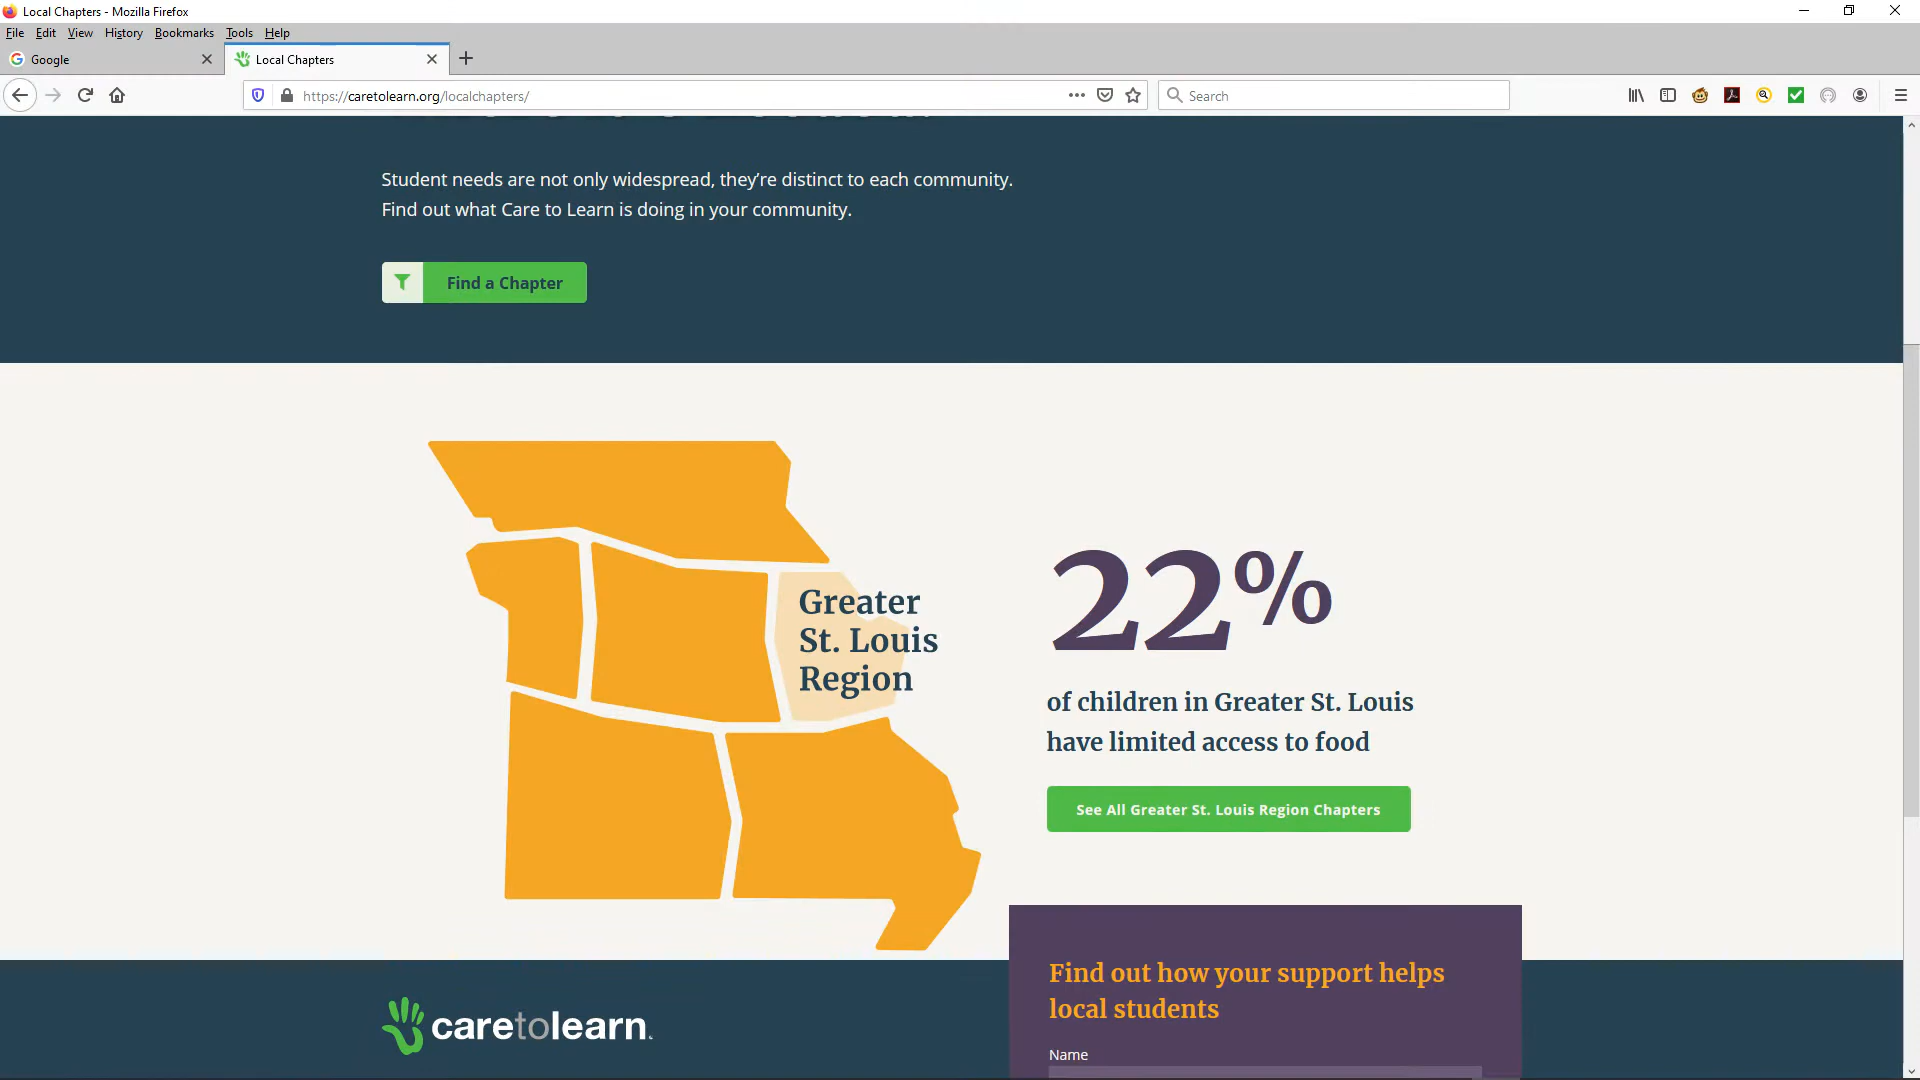 Local Chapters - Mozilla Firefox
File Edit View History Bookmarks Tools Help
Google
Local Chapters
https://caretolearn.org/localchapters/
Search
Student needs are not only widespread, they’re distinct to each community.
Find out what Care to Learn is doing in your community.
Find a Chapter
Greater
St. Louis
Region
22%
of children in Greater St. Louis
have limited access to food
See All Greater St. Louis Region Chapters
Find out how your support helps
local students
caretolearn
Name